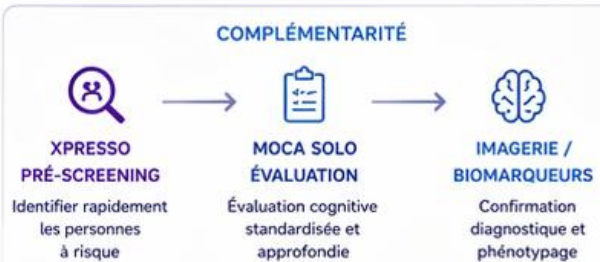 COMPLÉMENTARITÉ
XPRESSO
PRÉ-SCREENING
Identifier rapidement
les personnes
à risque
MOCA SOLO
ÉVALUATION
Évaluation cognitive
standardisée et
approfondie
IMAGERIE /
BIOMARQUEURS
Confirmation
diagnostique et
phénotypage